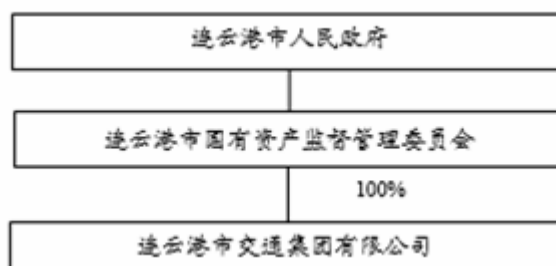 连云港市人民政府
连云港市国有资产监督管理委员会
100%
连云港市交通集团有限公司